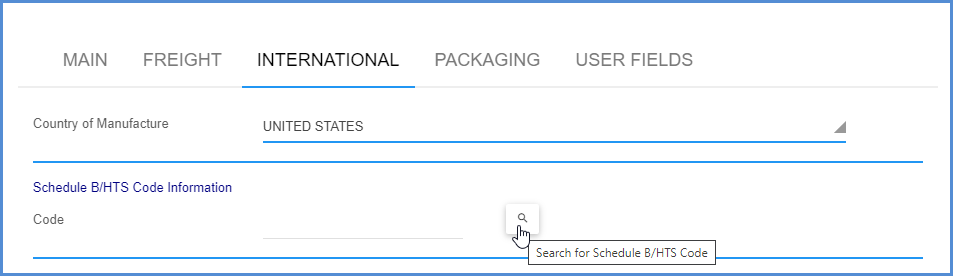 MAIN FREIGHT INTERNATIONAL PACKAGING USER FIELDS
Country of Manufacture UNITED STATES
Schedule B/HTS Code Information
Code
Search for Schedule B/HTS Code